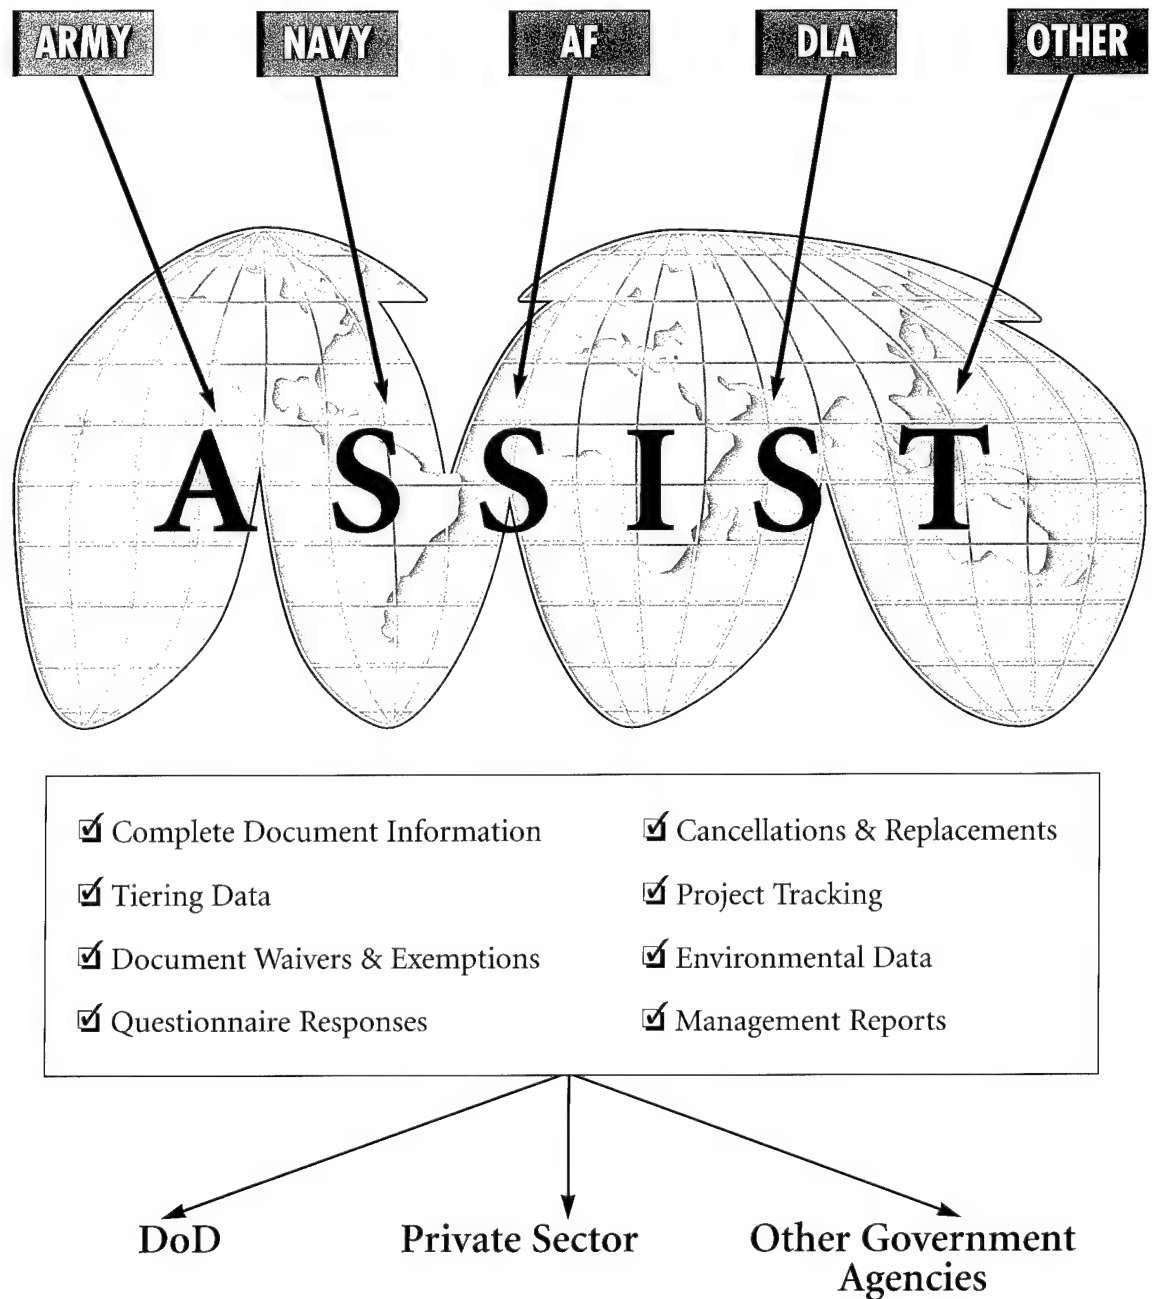 ARMY NAVY AF DLA OTHER
ASSIST
Complete Document Information
Cancellations & Replacements
Tiering Data
Project Tracking
Document Waivers & Exemptions
Environmental Data
Questionnaire Responses
Management Reports
DoD
Private Sector
Other Government
Agencies